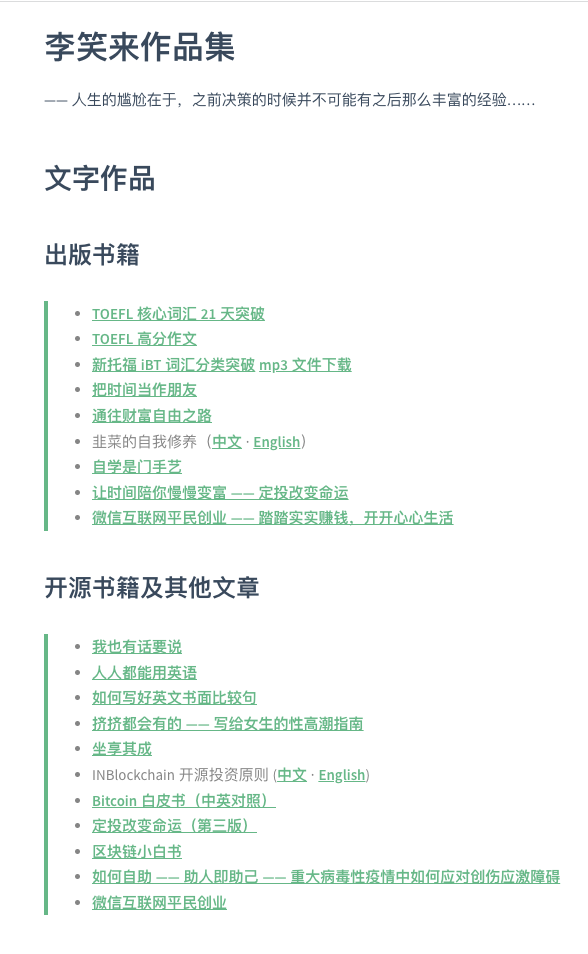 李笑来作品集
—— 人生的尴尬在于，之前决策的时候并不可能有之后那么丰富的经验……
文字作品
出版书籍
TOEFL 核心词汇 21 天突破
TOEFL 高分作文
新托福 iBT 词汇分类突破 mp3 文件下载
把时间当作朋友
通往财富自由之路
韭菜的自我修养（中文 · English）
自学是门手艺
让时间陪你慢慢变富 —— 定投改变命运
微信互联网平民创业 —— 踏踏实实赚钱，开开心心生活
开源书籍及其他文章
我也有话要说
人人都能用英语
如何写好英文书面比较句
挤挤都会有的 —— 写给女生的性高潮指南
坐享其成
INBlockchain 开源投资原则 (中文 · English)
Bitcoin 白皮书（中英对照）
定投改变命运（第三版）
区块链小白书
如何自助 —— 助人即助己 —— 重大病毒性疫情中如何应对创伤应激障碍
微信互联网平民创业